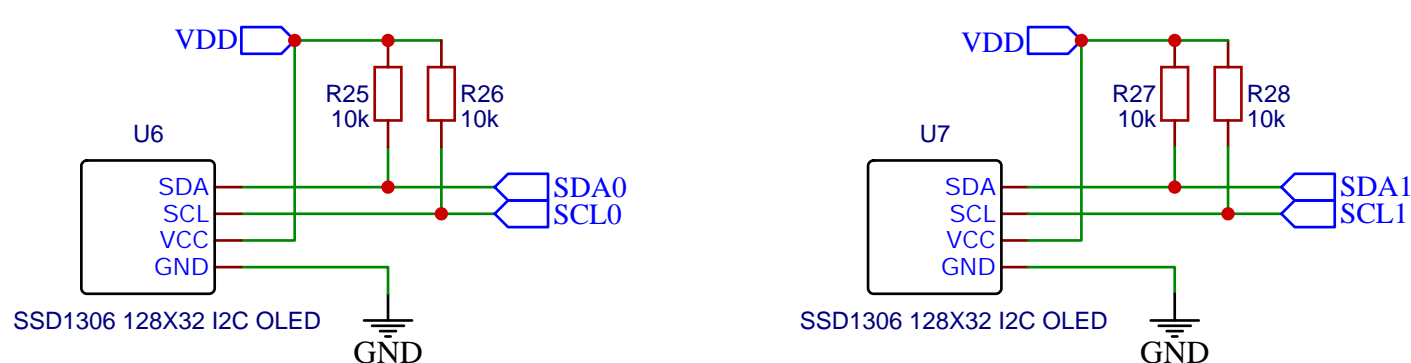 VDD
R25
10k
R26
10k
U6
SDA
SCL
VCC
GND
SDA0
SCL0
SSD1306 128X32 I2C OLED
GND
VDD
R27
10k
R28
10k
U7
SDA
SCL
VCC
GND
SDA1
SCL1
SSD1306 128X32 I2C OLED
GND